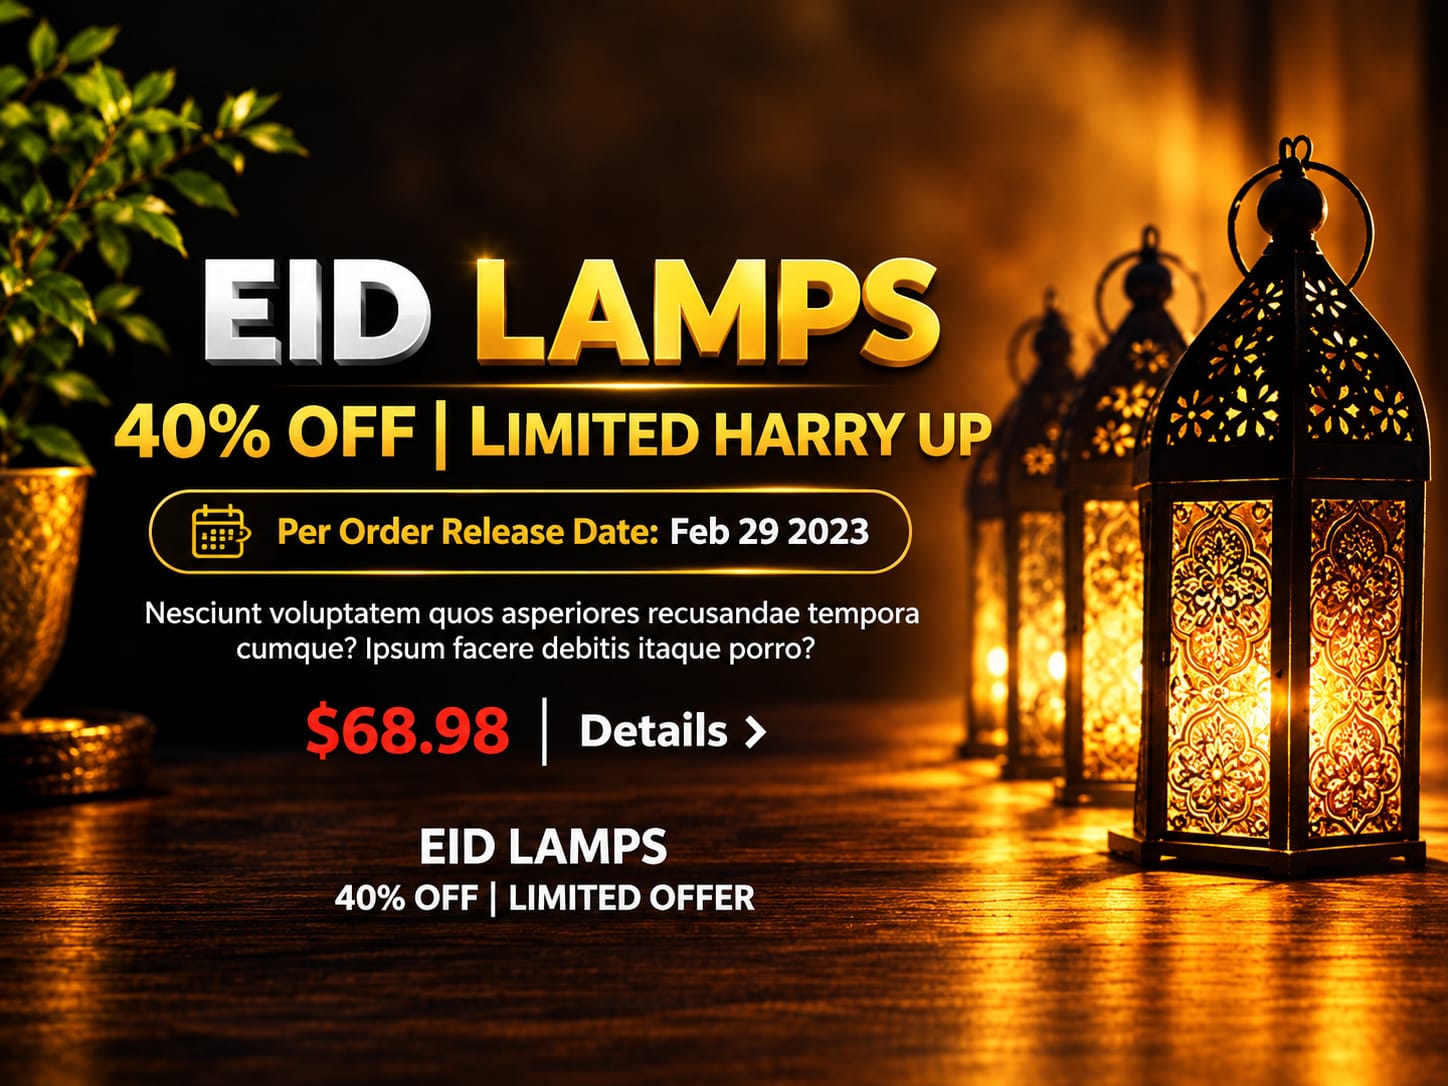 EID LAMPS
40% OFF | LIMITED HARRY UP
Per Order Release Date: Feb 29 2023
Nesciunt voluptatem quos asperiores recusandae tempora
cumque? Ipsum facere debitis itaque porro?
$68.98 | Details >
EID LAMPS
40% OFF | LIMITED OFFER